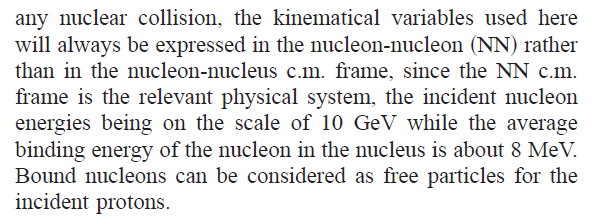 any nuclear collision, the kinematical variables used here
will always be expressed in the nucleon-nucleon (NN) rather
than in the nucleon-nucleus c.m. frame, since the NN c.m.
frame is the relevant physical system, the incident nucleon
energies being on the scale of 10 GeV while the average
binding energy of the nucleon in the nucleus is about 8 MeV.
Bound nucleons can be considered as free particles for the
incident protons.